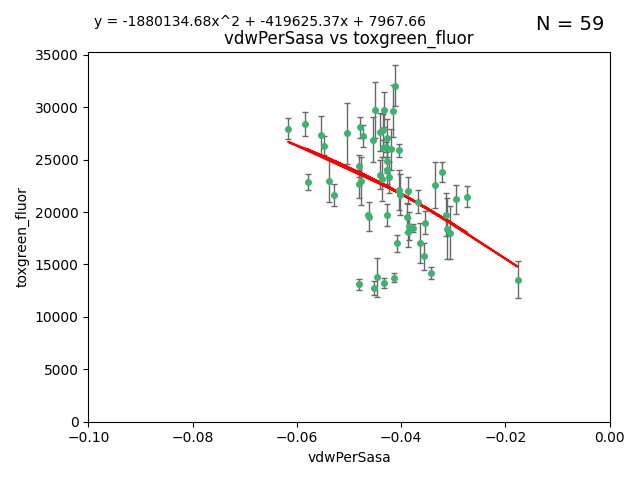 y = -1880134.68x^2 + -419625.37x + 7967.66
N = 59
vdwPerSasa vs toxgreen_fluor
35000
30000
25000
20000
15000
10000
5000
0
toxgreen_fluor
−0.10 −0.08 −0.06 −0.04 −0.02 0.00
vdwPerSasa